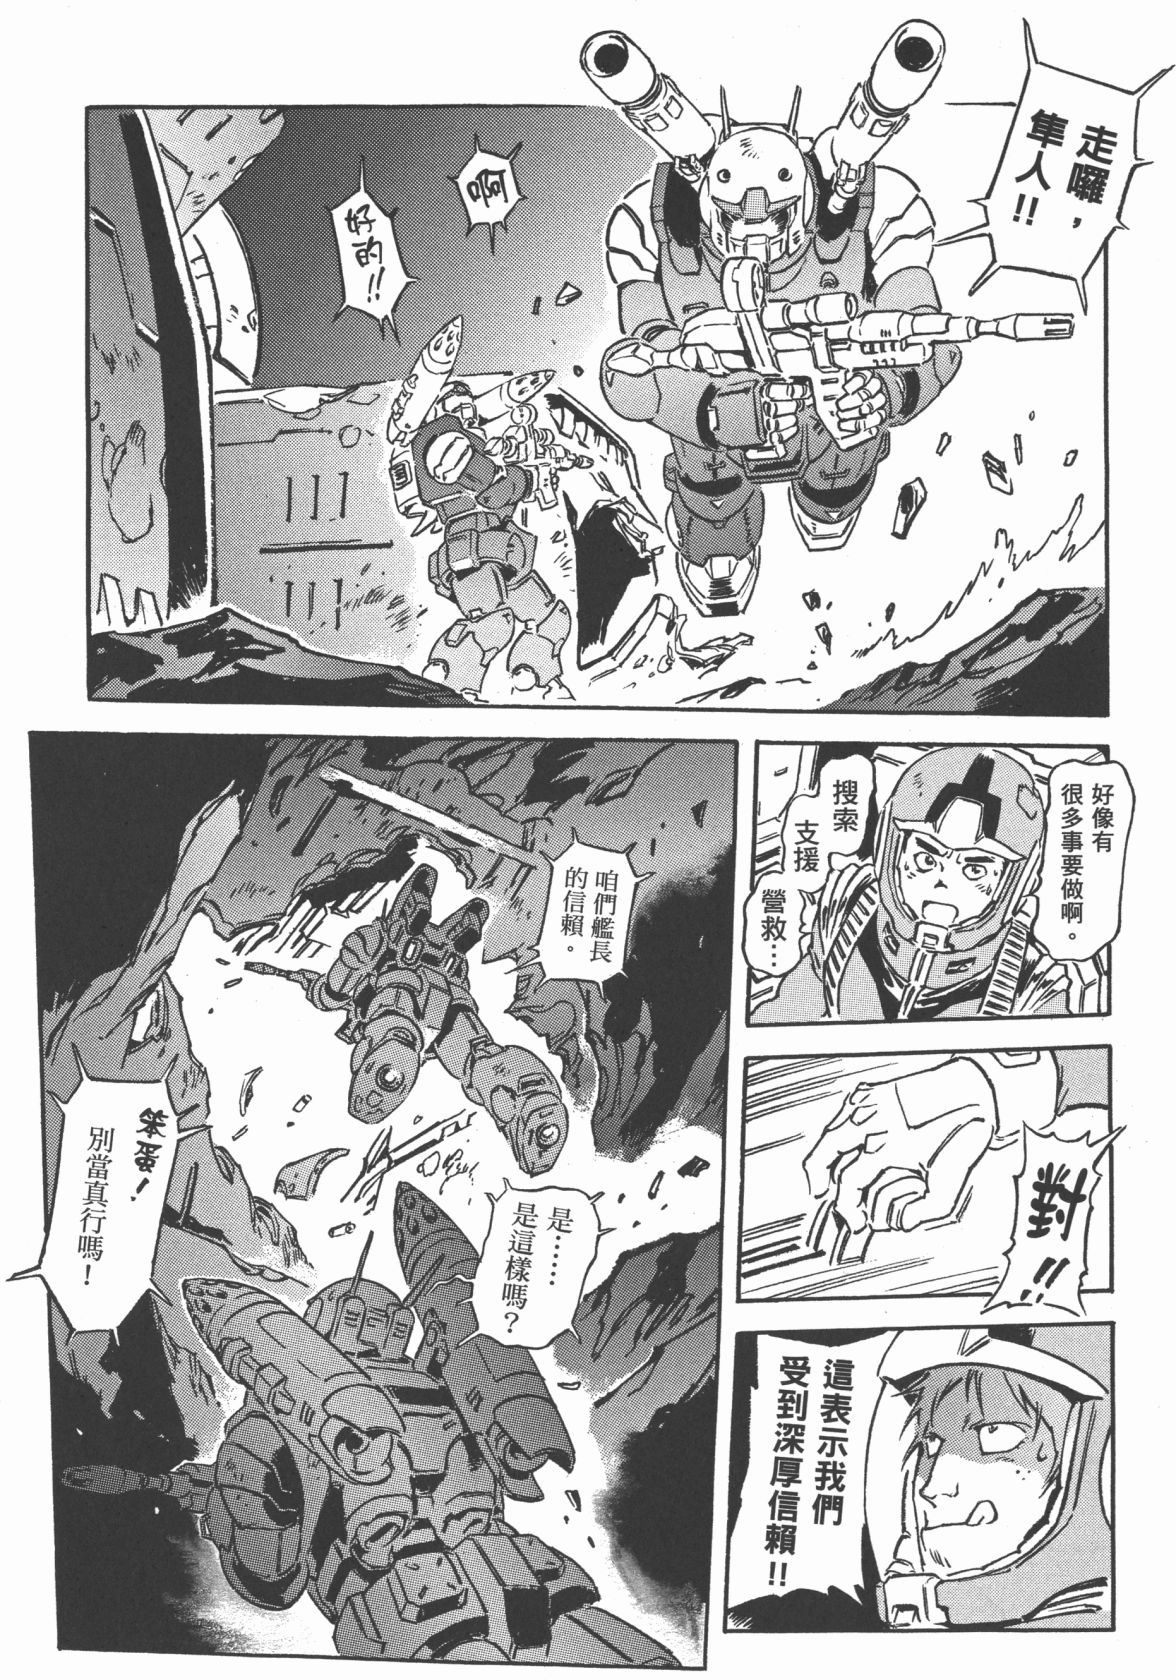 走囉，
隼人!!
啊
好的!!
好像有
很多事要做啊。
搜索
支援
營救…
對!!
這表示我們
受到深厚信賴!!
咱們艦長
的信賴。
是……
是這樣嗎？
笨蛋！
別當真行嗎！